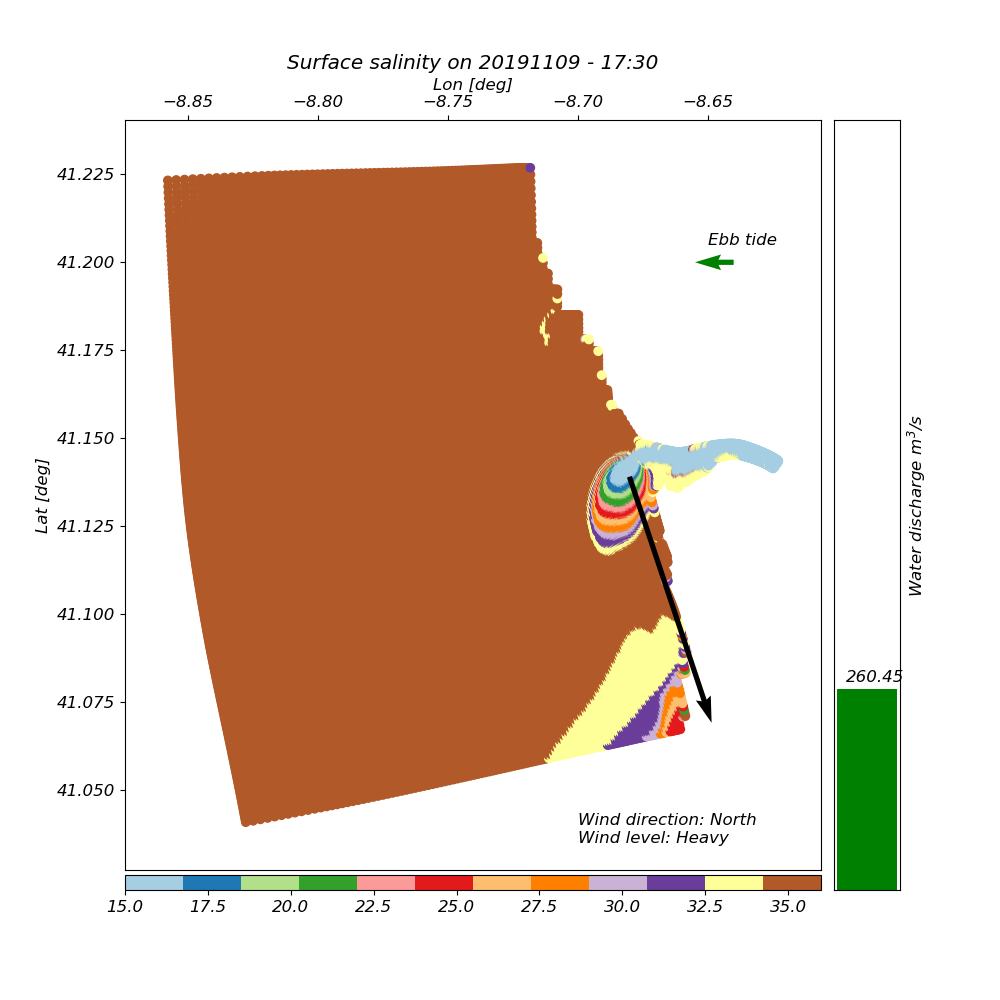 Surface salinity on 20191109 - 17:30
Lon [deg]
−8.85 −8.80 −8.75 −8.70 −8.65
41.225
41.200
41.175
41.150
41.125
41.100
41.075
41.050
Lat [deg]
Ebb tide
Wind direction: North
Wind level: Heavy
15.0 17.5 20.0 22.5 25.0 27.5 30.0 32.5 35.0
260.45
Water discharge m³/s